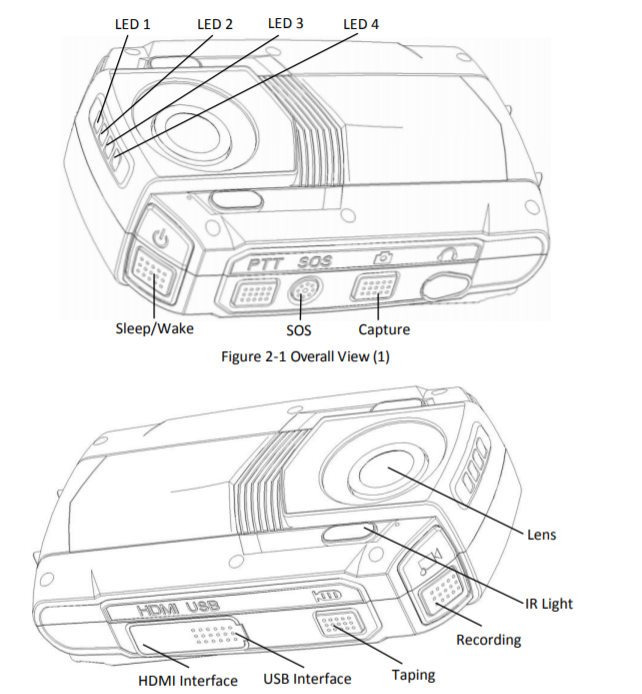 LED 1 LED 2 LED 3 LED 4
PTT SOS
Sleep/Wake SOS Capture
Figure 2-1 Overall View (1)
Lens
IR Light
HDMI USB
Recording
Taping
HDMI Interface USB Interface